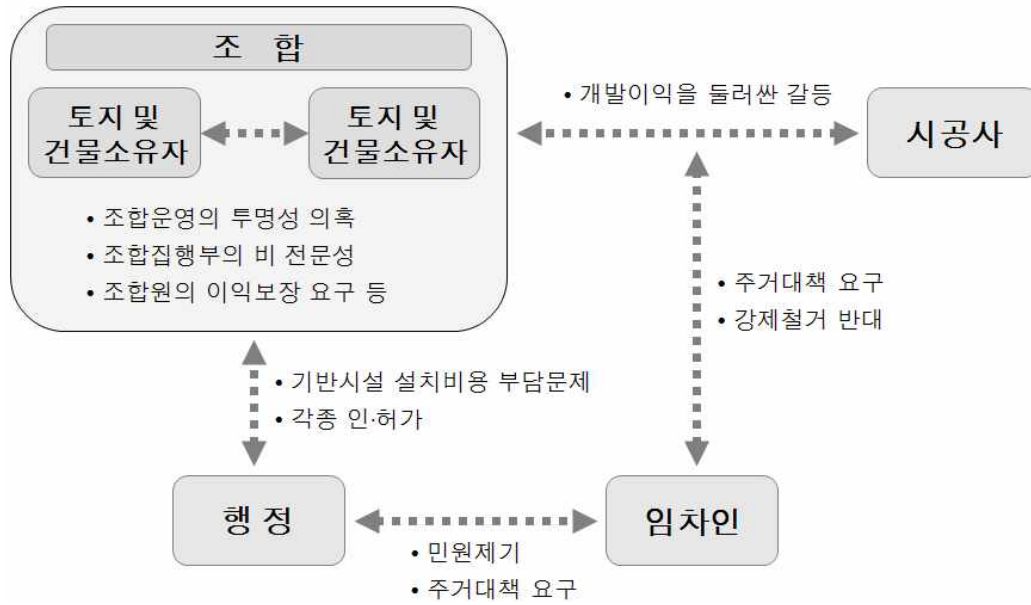 조 합
토지 및
건물소유자
토지 및
건물소유자
• 조합운영의 투명성 의혹
• 조합집행부의 비 전문성
• 조합원의 이익보장 요구 등
• 개발이익을 둘러싼 갈등
시공사
• 주거대책 요구
• 강제철거 반대
• 기반시설 설치비용 부담문제
• 각종 인·허가
행 정
임차인
• 민원제기
• 주거대책 요구